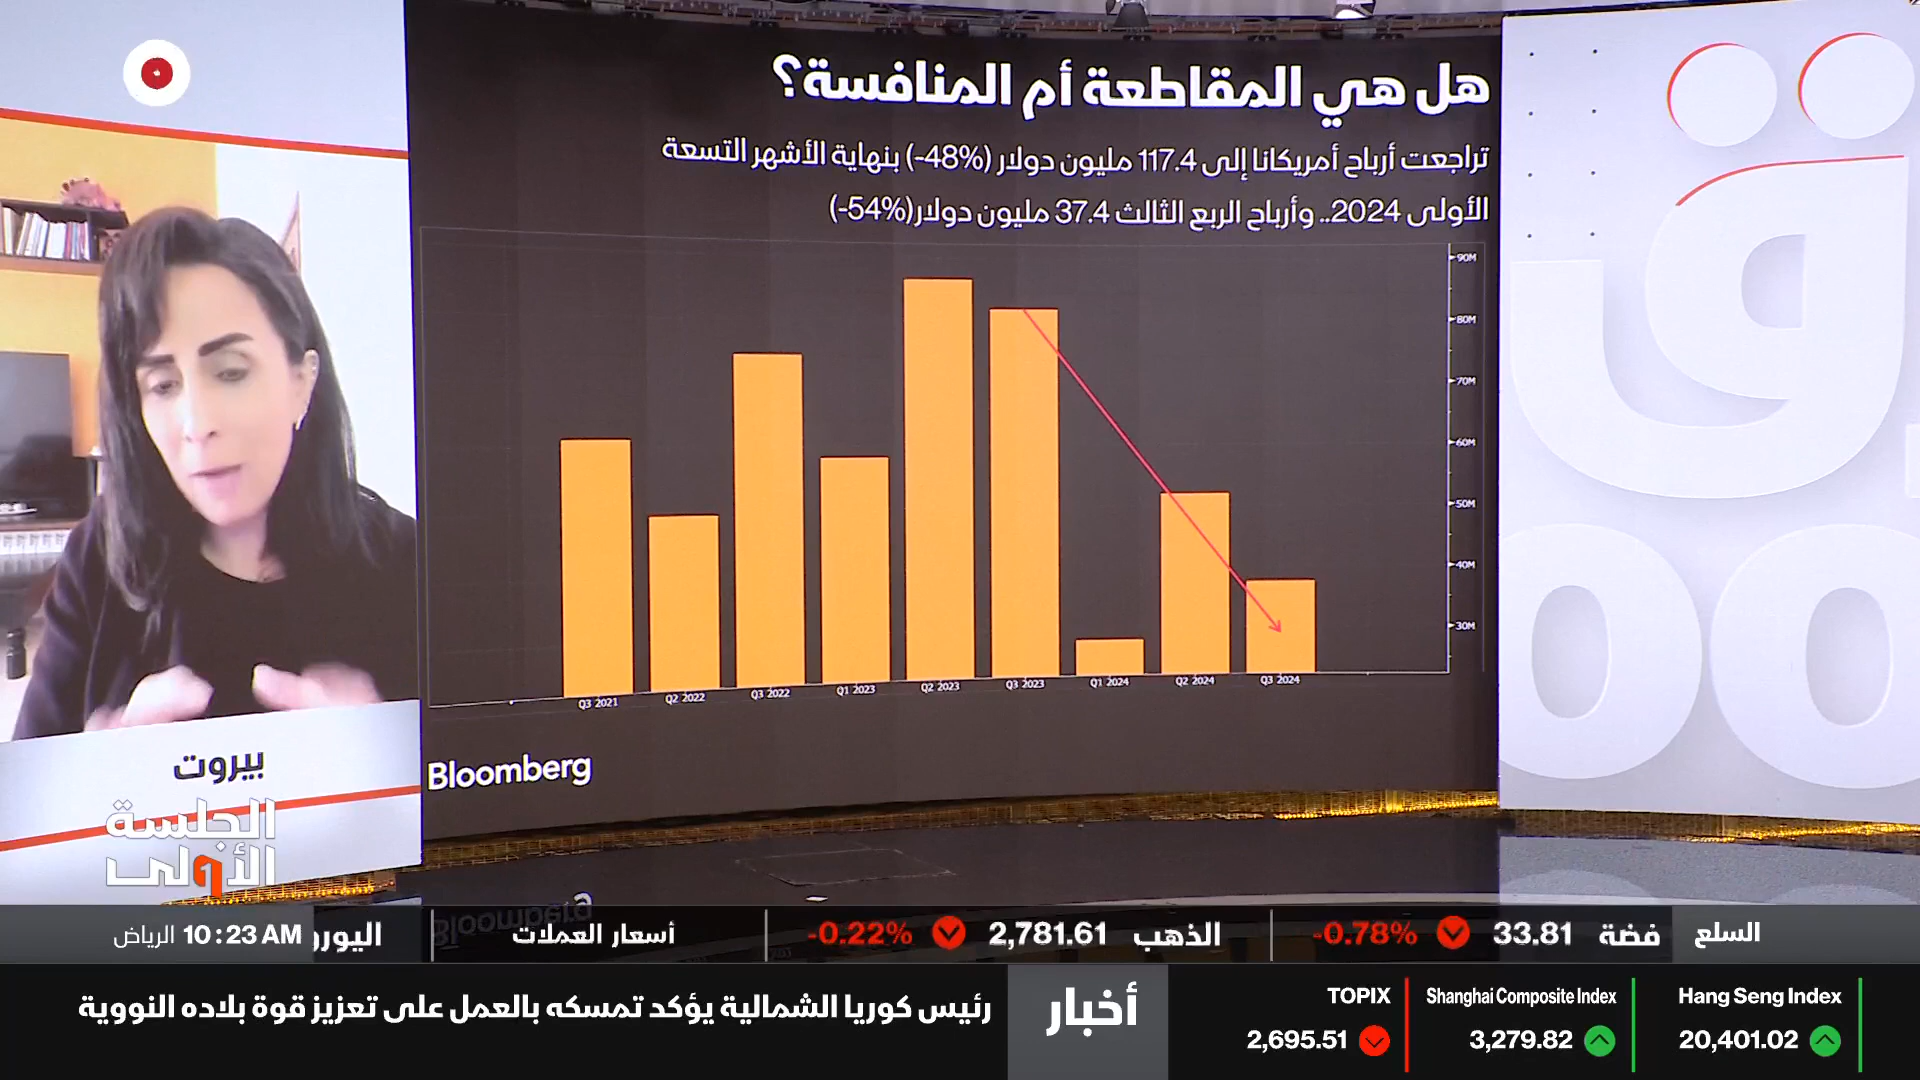 هل هي المقاطعة أم المنافسة؟
تراجعت أرباح أمريكانا إلى 117.4 مليون دولار (48%-) بنهاية الأشهر التسعة
الأولى 2024.. وأرباح الربع الثالث 37.4 مليون دولار(54%-)
90M
80M
70M
60M
50M
40M
30M
Q3 2021 Q2 2022 Q3 2022 Q1 2023 Q2 2023 Q3 2023 Q1 2024 Q2 2024 Q3 2024
Bloomberg
بيروت
الجلسة
الأولى
السلع فضة 33.81 -0.78% الذهب 2,781.61 -0.22% أسعار العملات اليورو
10:23 AM الرياض
Hang Seng Index
20,401.02
Shanghai Composite Index
3,279.82
TOPIX
2,695.51
أخبار
رئيس كوريا الشمالية يؤكد تمسكه بالعمل على تعزيز قوة بلاده النووية